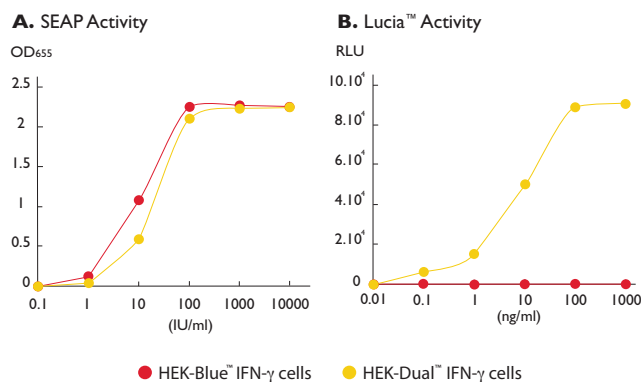 A. SEAP Activity
OD655
2.5
2
1.5
1
0.5
0
0.1 1 10 100 1000 10000
(IU/ml)
B. Lucia™ Activity
RLU
10.10⁴
8.10⁴
6.10⁴
4.10⁴
2.10⁴
0
0.01 0.1 1 10 100 1000
(ng/ml)
HEK-Blue™ IFN-γ cells HEK-Dual™ IFN-γ cells